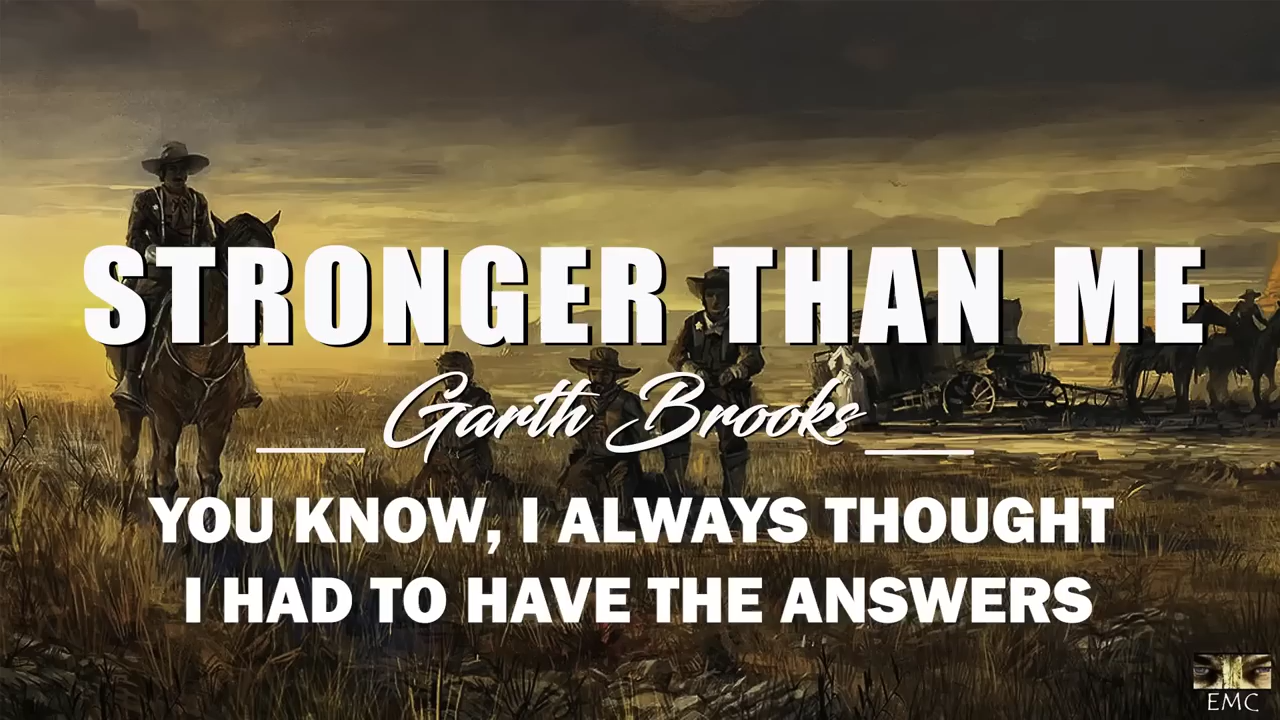 STRONGER THAN ME
Garth Brooks
YOU KNOW, I ALWAYS THOUGHT
I HAD TO HAVE THE ANSWERS
EMC